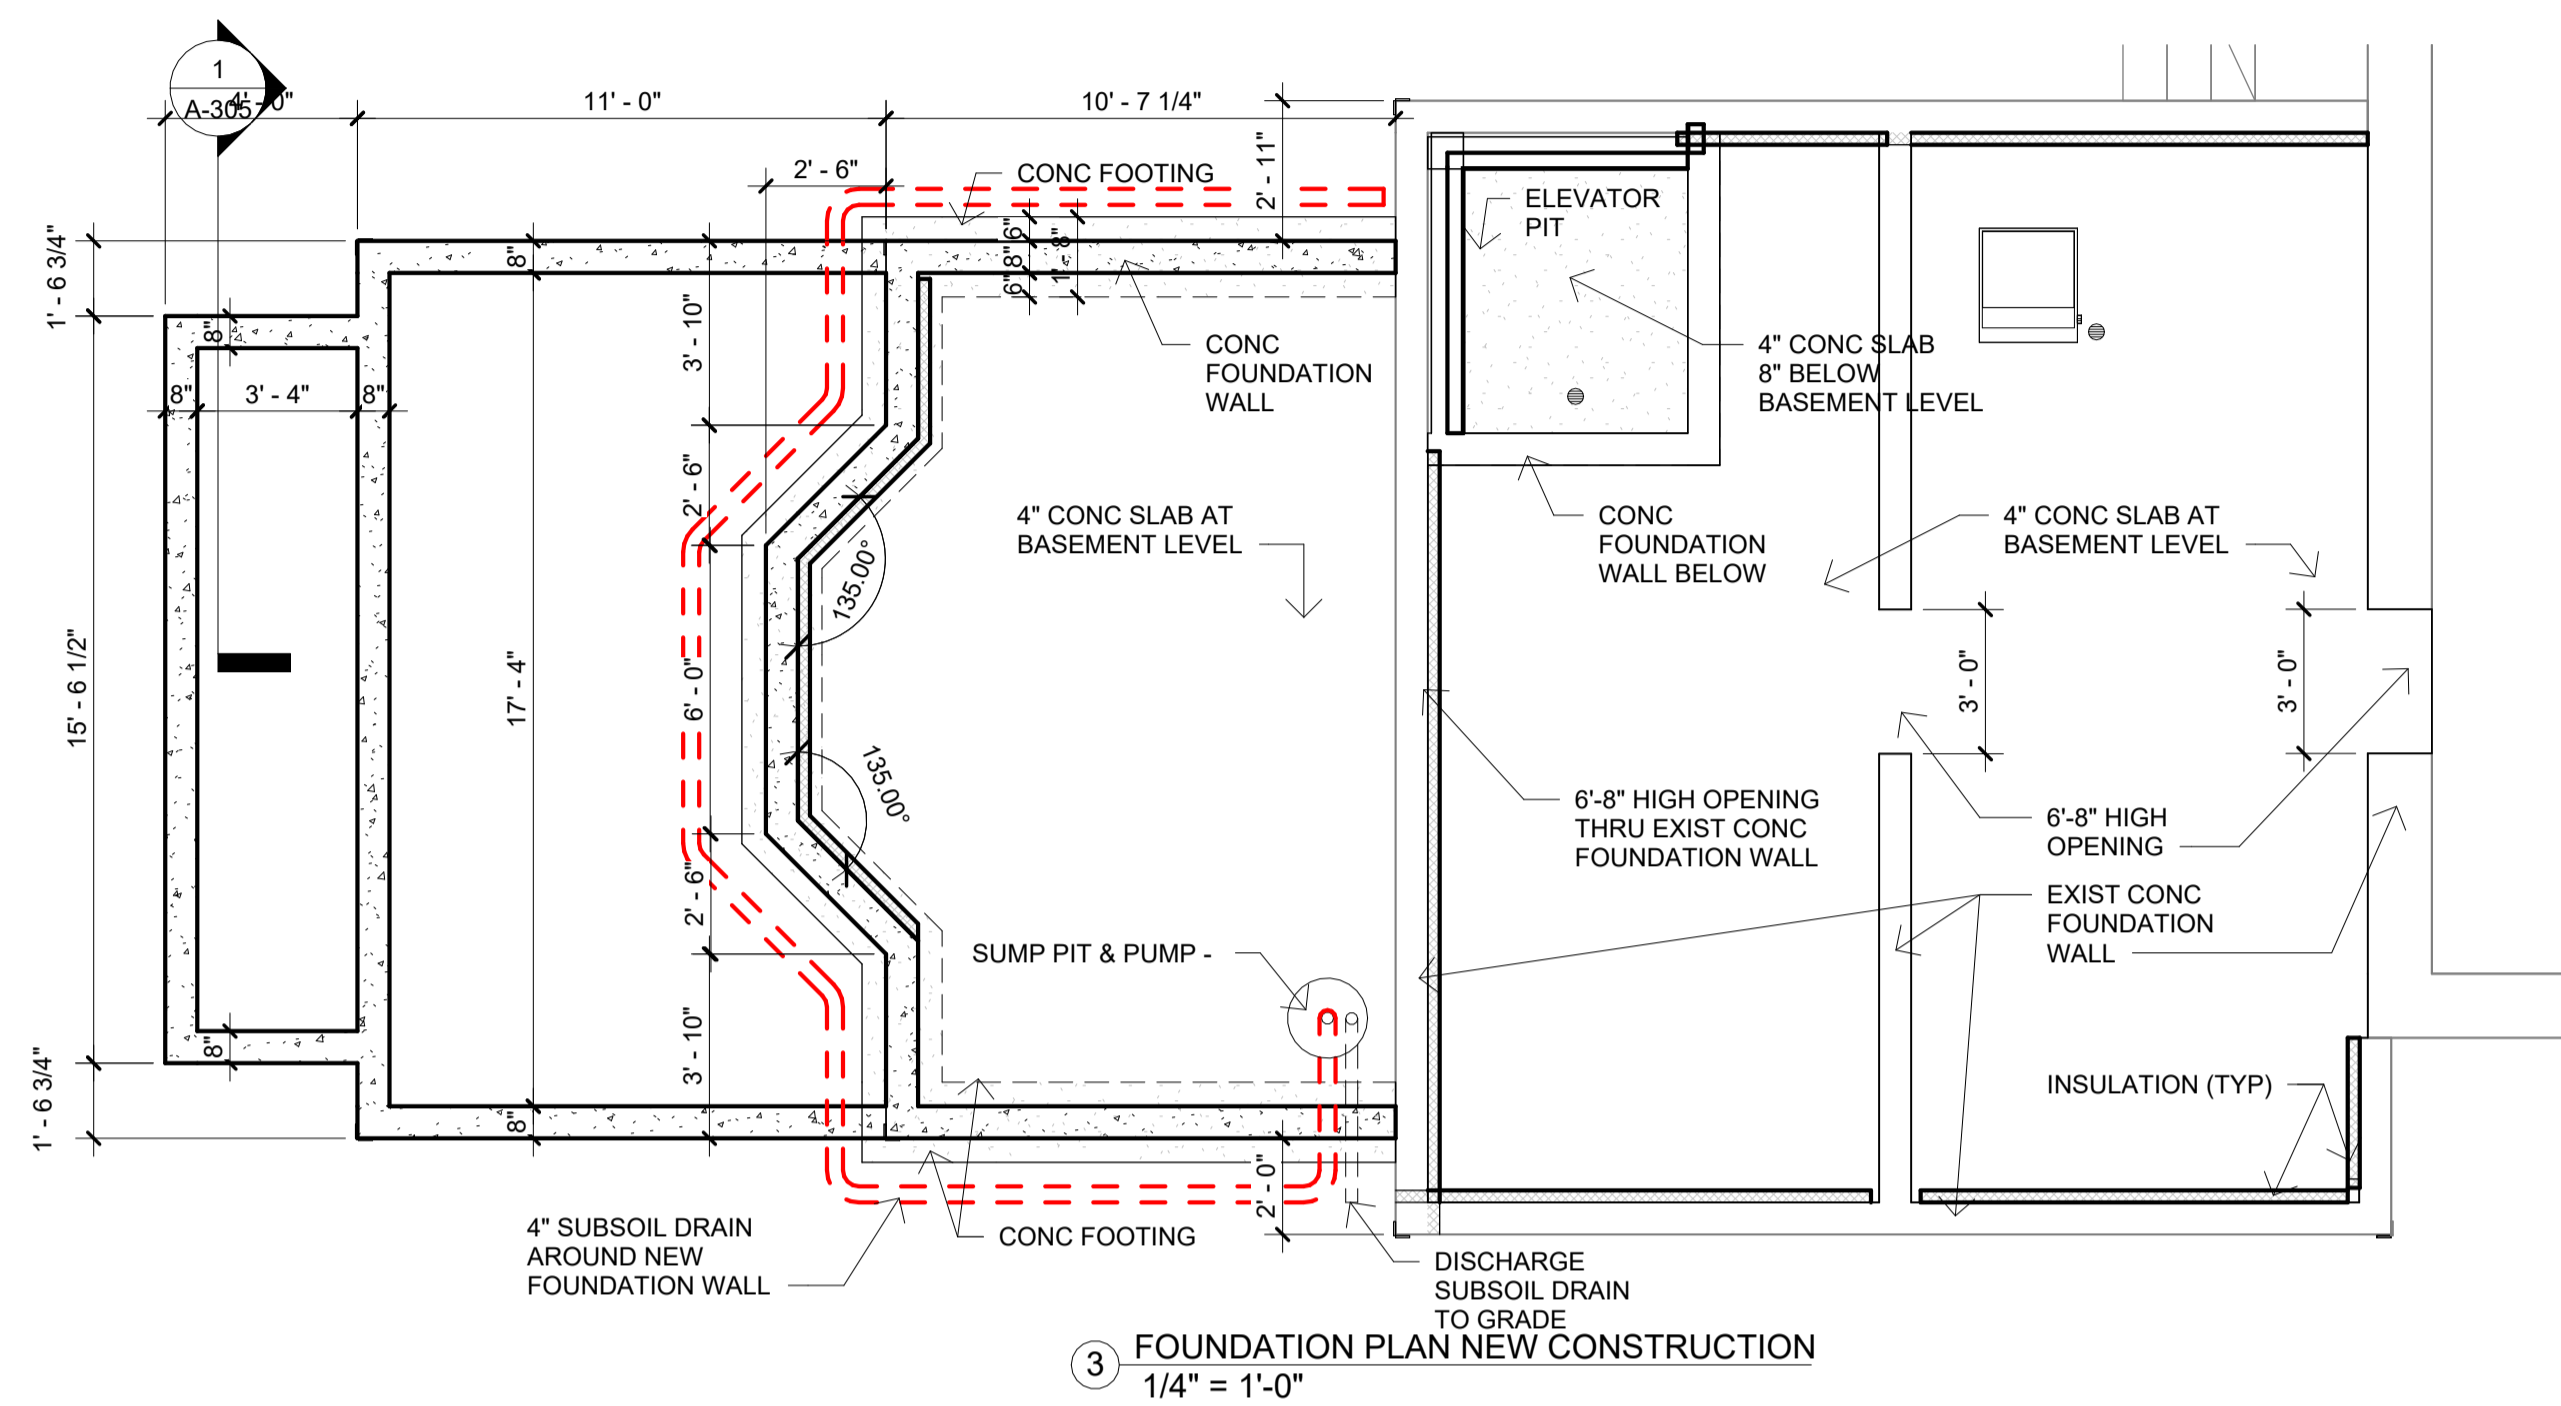 1
A-305
4' - 0"
11' - 0"
10' - 7 1/4"
2' - 11"
2' - 6"
CONC FOOTING
ELEVATOR
PIT
1' - 6 3/4"
8"
6"
8"
6"
1' - 8"
3' - 10"
8"
CONC
FOUNDATION
WALL
4" CONC SLAB
8" BELOW
BASEMENT LEVEL
8"
3' - 4"
8"
2' - 6"
4" CONC SLAB AT
BASEMENT LEVEL
CONC
FOUNDATION
WALL BELOW
4" CONC SLAB AT
BASEMENT LEVEL
135.00°
15' - 6 1/2"
17' - 4"
6' - 0"
3' - 0"
3' - 0"
135.00°
6'-8" HIGH OPENING
THRU EXIST CONC
FOUNDATION WALL
6'-8" HIGH
OPENING
2' - 6"
EXIST CONC
FOUNDATION
WALL
SUMP PIT & PUMP -
8"
3' - 10"
1' - 6 3/4"
8"
INSULATION (TYP)
2' - 0"
4" SUBSOIL DRAIN
AROUND NEW
FOUNDATION WALL
CONC FOOTING
DISCHARGE
SUBSOIL DRAIN
TO GRADE
3
FOUNDATION PLAN NEW CONSTRUCTION
1/4" = 1'-0"